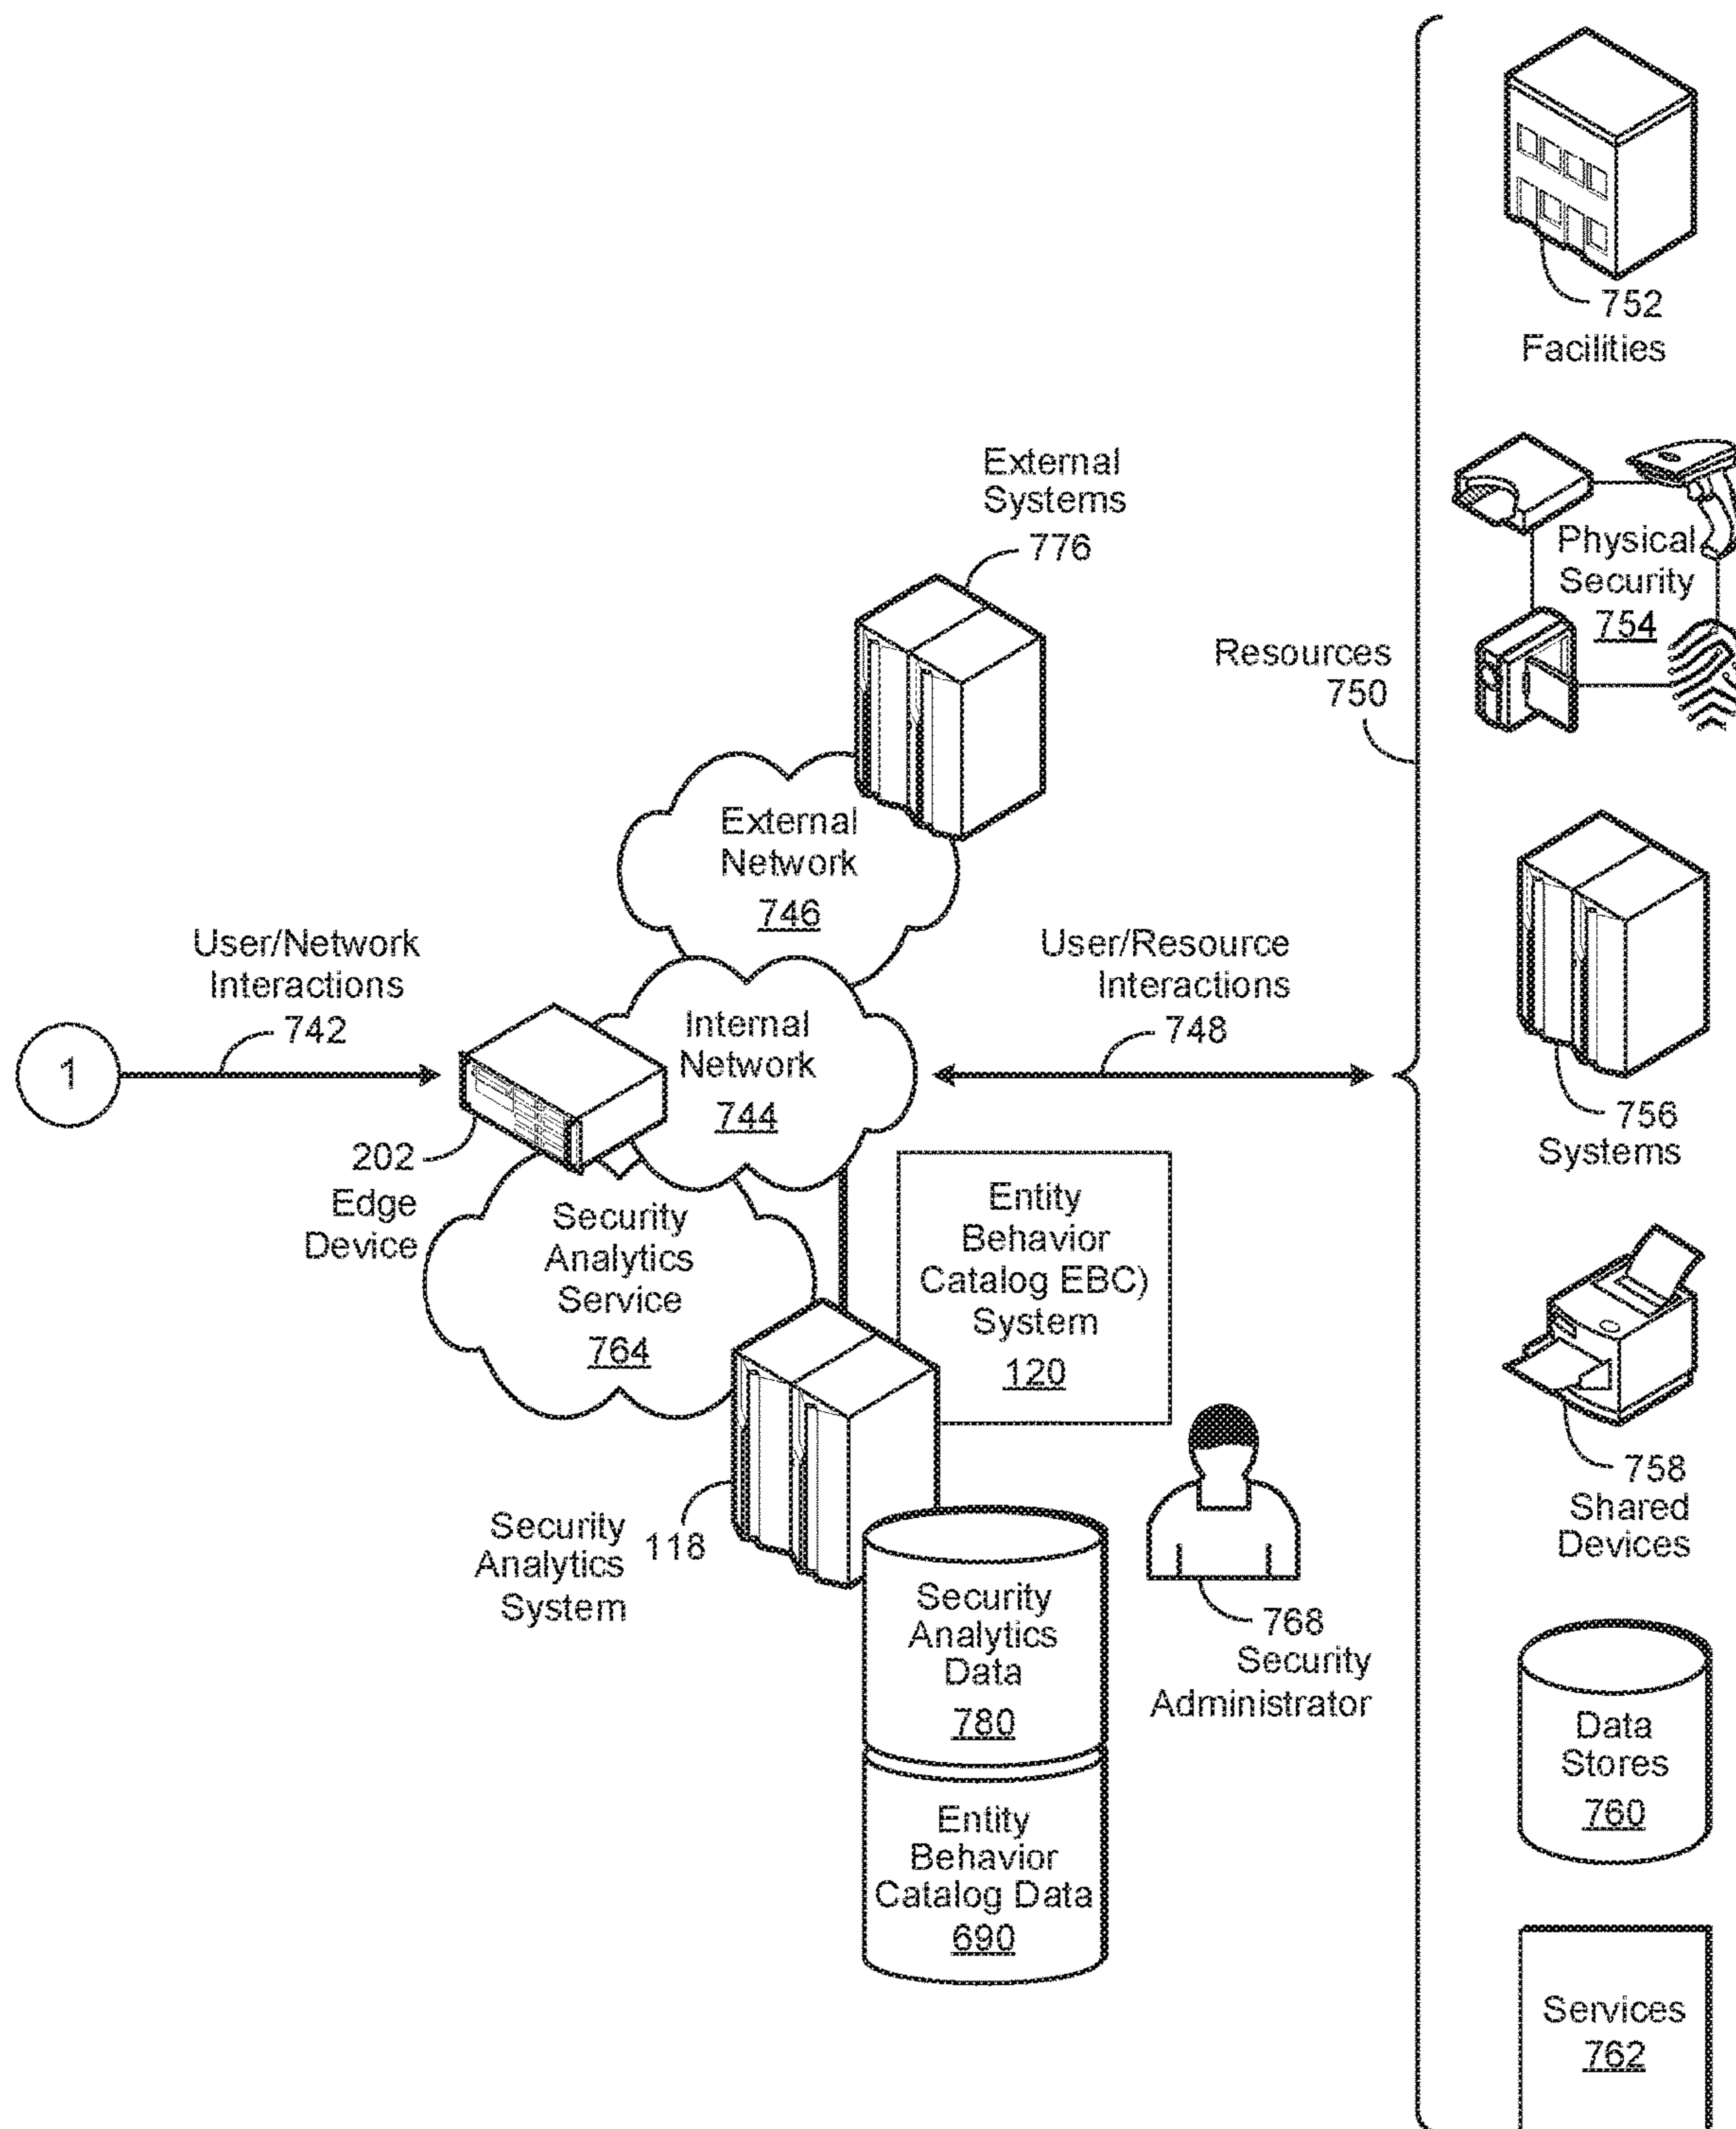 752
Facilities
External
Systems
776
Physical
Security
754
Resources
750
External
Network
746
User/Network
Interactions
742
User/Resource
Interactions
748
1
Internal
Network
744
756
Systems
202
Edge
Device
Security
Analytics
Service
764
Entity
Behavior
Catalog EBC)
System
120
758
Shared
Devices
Security
Analytics
System
118
Security
Analytics
Data
780
768
Security
Administrator
Data
Stores
760
Entity
Behavior
Catalog Data
690
Services
762